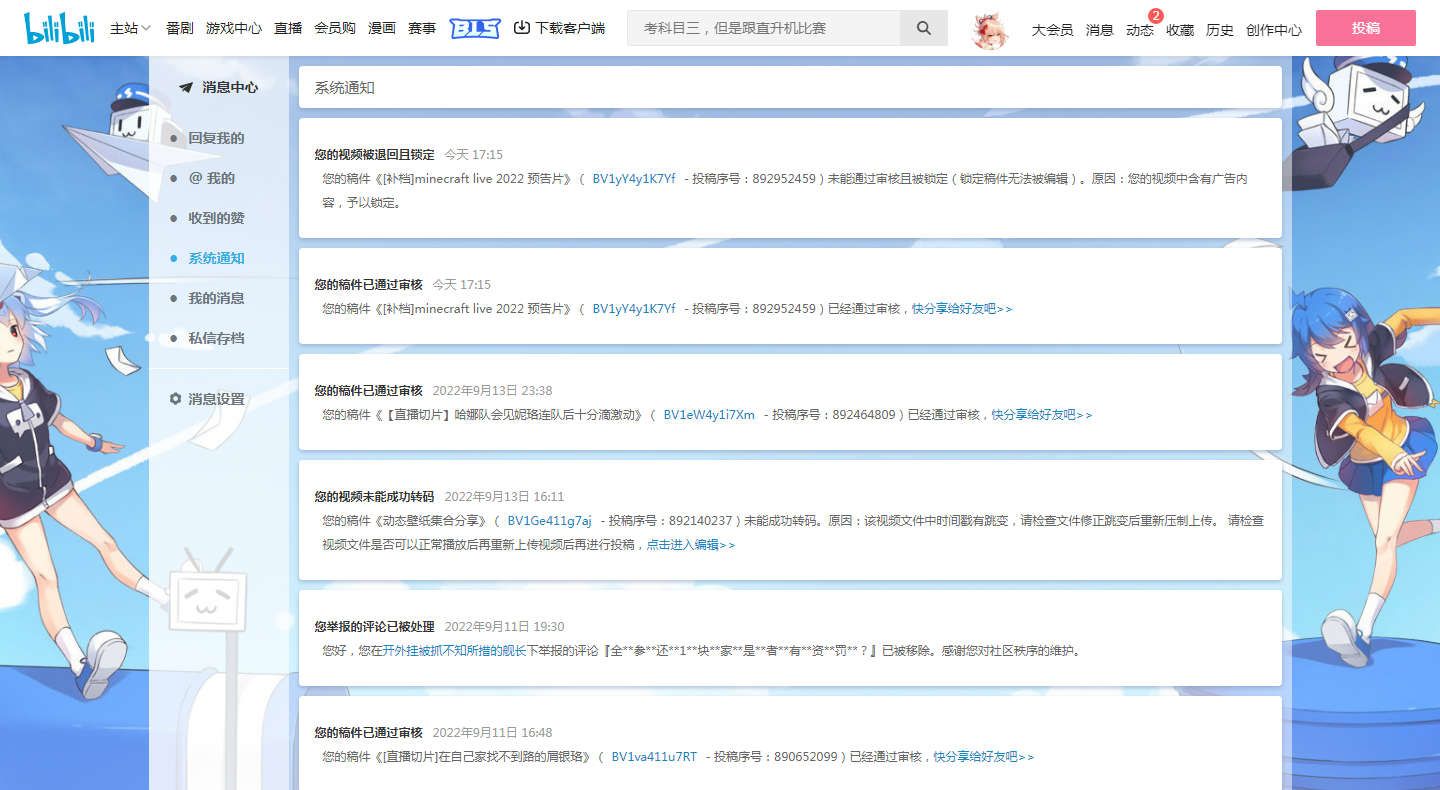 bilibili 主站 番剧 游戏中心 直播 会员购 漫画 赛事 BLS 下载客户端 考科目三，但是跟直升机比赛 大会员 消息 动态 2 收藏 历史 创作中心 投稿
消息中心
回复我的
@ 我的
收到的赞
系统通知
我的消息
私信存档
消息设置
系统通知
您的视频被退回且锁定 今天 17:15
您的稿件《[补档]minecraft live 2022 预告片》（ BV1yY4y1K7Yf - 投稿序号：892952459）未能通过审核且被锁定（锁定稿件无法被编辑）。原因：您的视频中含有广告内
容，予以锁定。
您的稿件已通过审核 今天 17:15
您的稿件《[补档]minecraft live 2022 预告片》（ BV1yY4y1K7Yf - 投稿序号：892952459）已经通过审核，快分享给好友吧>>
您的稿件已通过审核 2022年9月13日 23:38
您的稿件《【直播切片】哈娜队会见妮珞连队后十分滴激动》（ BV1eW4y1i7Xm - 投稿序号：892464809）已经通过审核，快分享给好友吧>>
您的视频未能成功转码 2022年9月13日 16:11
您的稿件《动态壁纸集合分享》（ BV1Ge411g7aj - 投稿序号：892140237）未能成功转码。原因：该视频文件中时间戳有跳变，请检查文件修正跳变后重新压制上传。 请检查
视频文件是否可以正常播放后再重新上传视频后再进行投稿，点击进入编辑>>
您举报的评论已被处理 2022年9月11日 19:30
您好，您在开外挂被抓不知所措的舰长下举报的评论『全**参**还**1**块**家**是**者**有**资**罚**？』已被移除。感谢您对社区秩序的维护。
您的稿件已通过审核 2022年9月11日 16:48
您的稿件《[直播切片]在自己家找不到路的屑银珞》（ BV1va411u7RT - 投稿序号：890652099）已经通过审核，快分享给好友吧>>